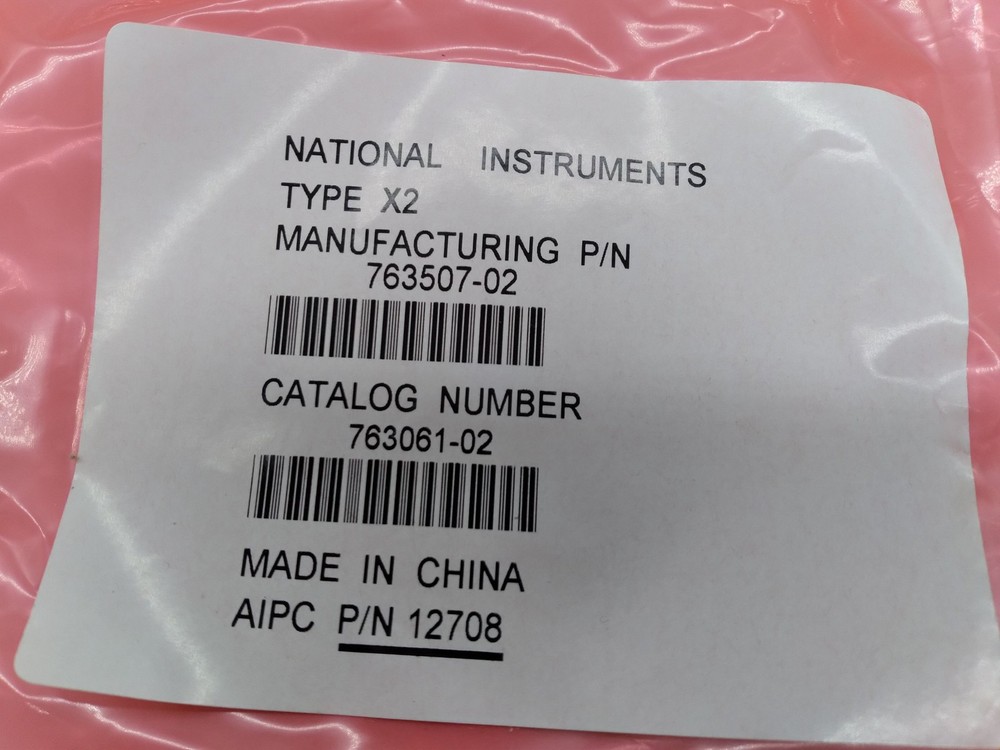 NATIONAL INSTRUMENTS
TYPE X2
MANUFACTURING P/N
763507-02
CATALOG NUMBER
763061-02
MADE IN CHINA
AIPC P/N 12708